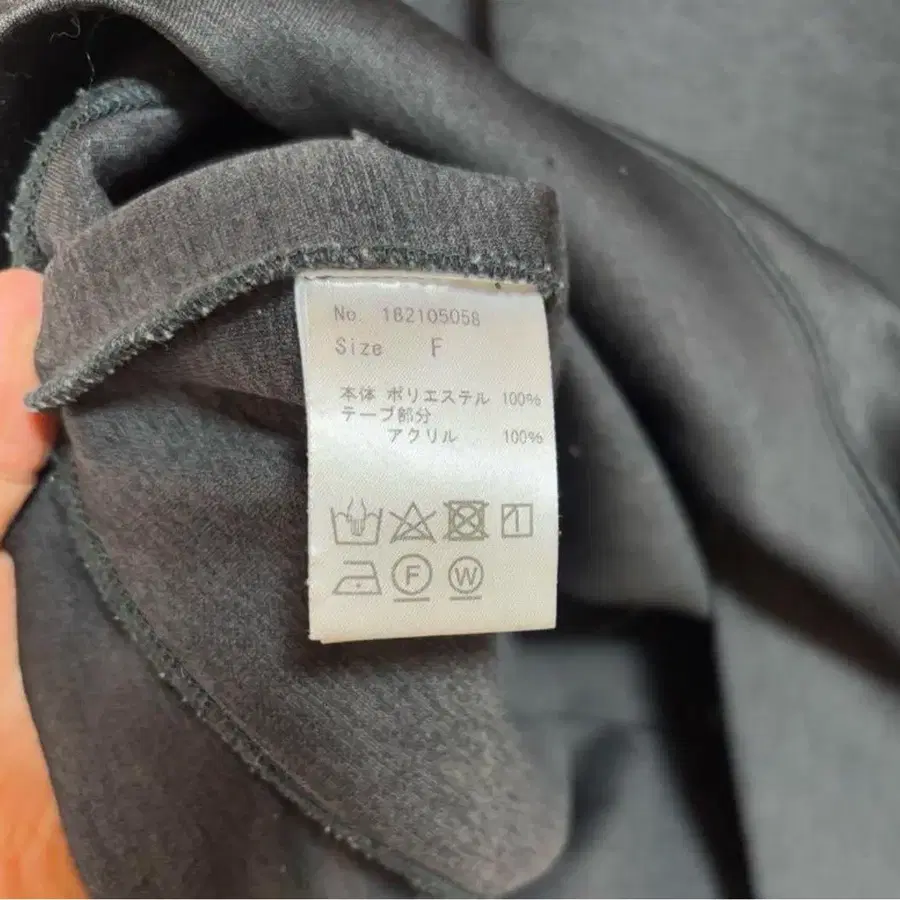 No. 182105058
Size F
本体 ポリエステル 100%
テープ部分
アクリル 100%
F W